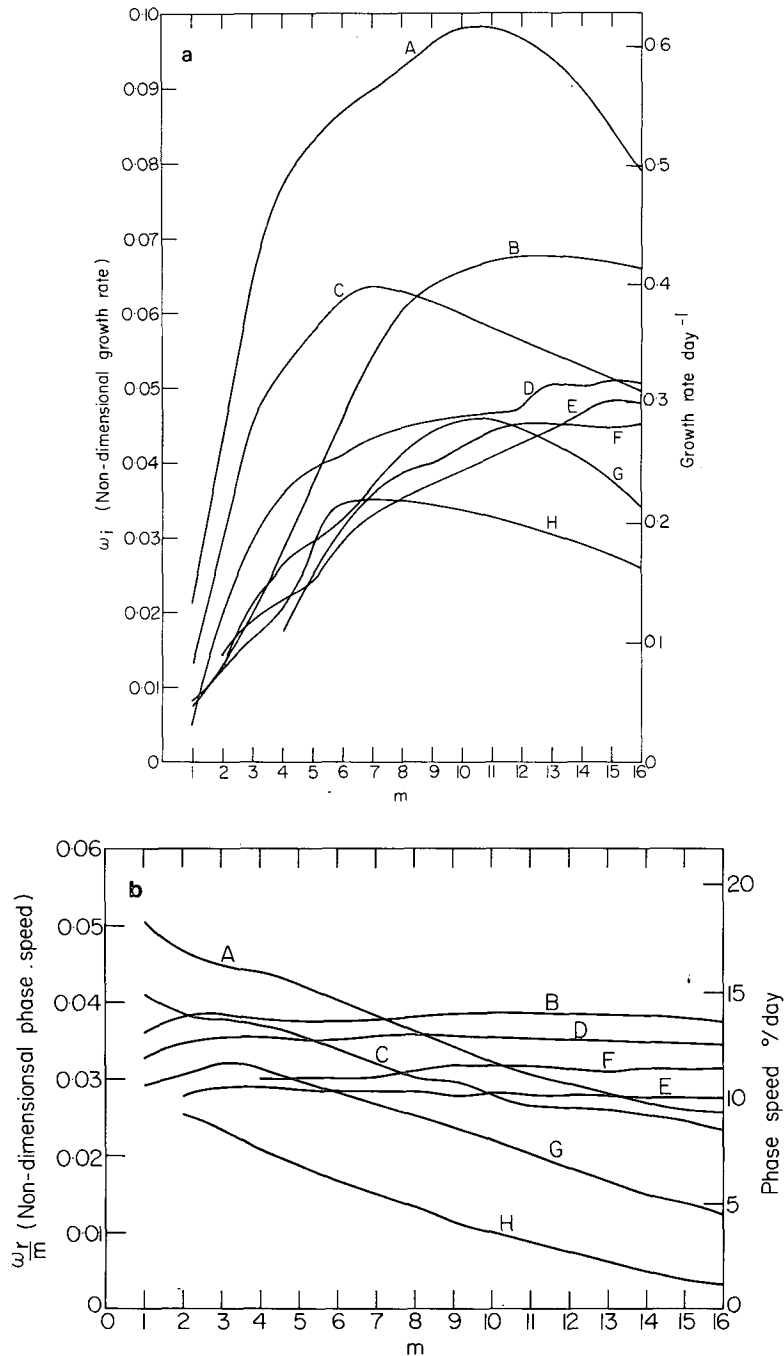 a
ωi (Non-dimensional growth rate)
0·10
0·09
0·08
0·07
0·06
0·05
0·04
0·03
0·02
0·01
0
Growth rate day⁻¹
0·6
0·5
0·4
0·3
0·2
0·1
0
A
B
C
D
E
F
G
H
1 2 3 4 5 6 7 8 9 10 11 12 13 14 15 16
m
b
ωr/m (Non-dimensionsal phase . speed)
0·06
0·05
0·04
0·03
0·02
0·01
0
Phase speed °/day
20
15
10
5
0
A
B
D
C
F
E
G
H
0 1 2 3 4 5 6 7 8 9 10 11 12 13 14 15 16
m